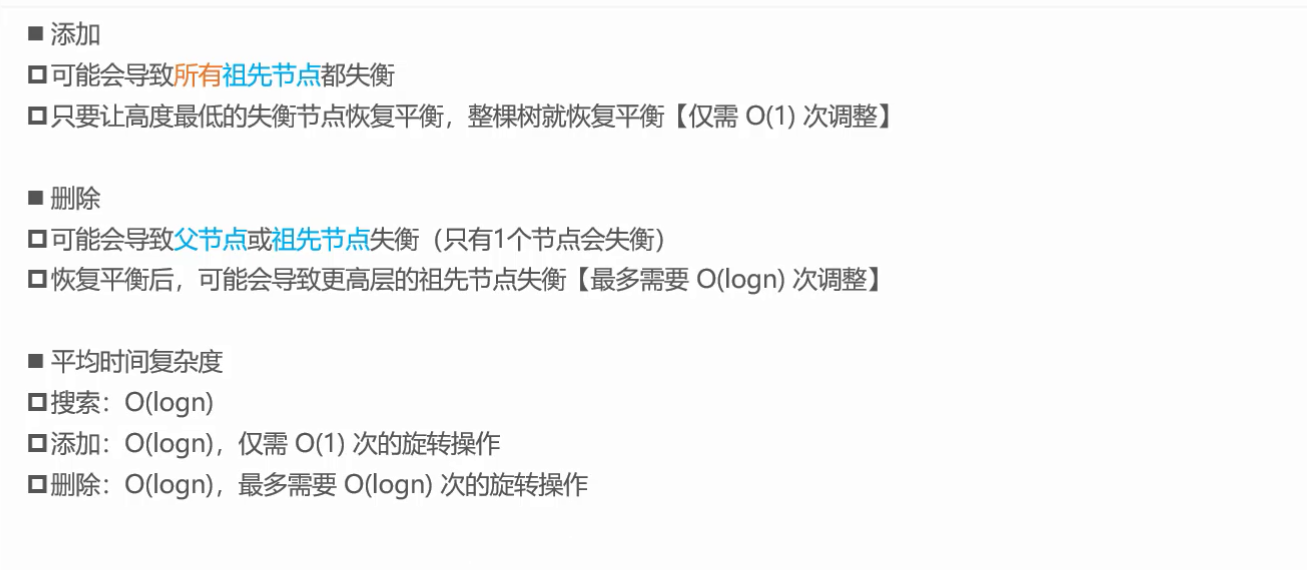 ■ 添加
□ 可能会导致所有祖先节点都失衡
□ 只要让高度最低的失衡节点恢复平衡，整棵树就恢复平衡【仅需 O(1) 次调整】
■ 删除
□ 可能会导致父节点或祖先节点失衡（只有1个节点会失衡）
□ 恢复平衡后，可能会导致更高层的祖先节点失衡【最多需要 O(logn) 次调整】
■ 平均时间复杂度
□ 搜索：O(logn)
□ 添加：O(logn)，仅需 O(1) 次的旋转操作
□ 删除：O(logn)，最多需要 O(logn) 次的旋转操作